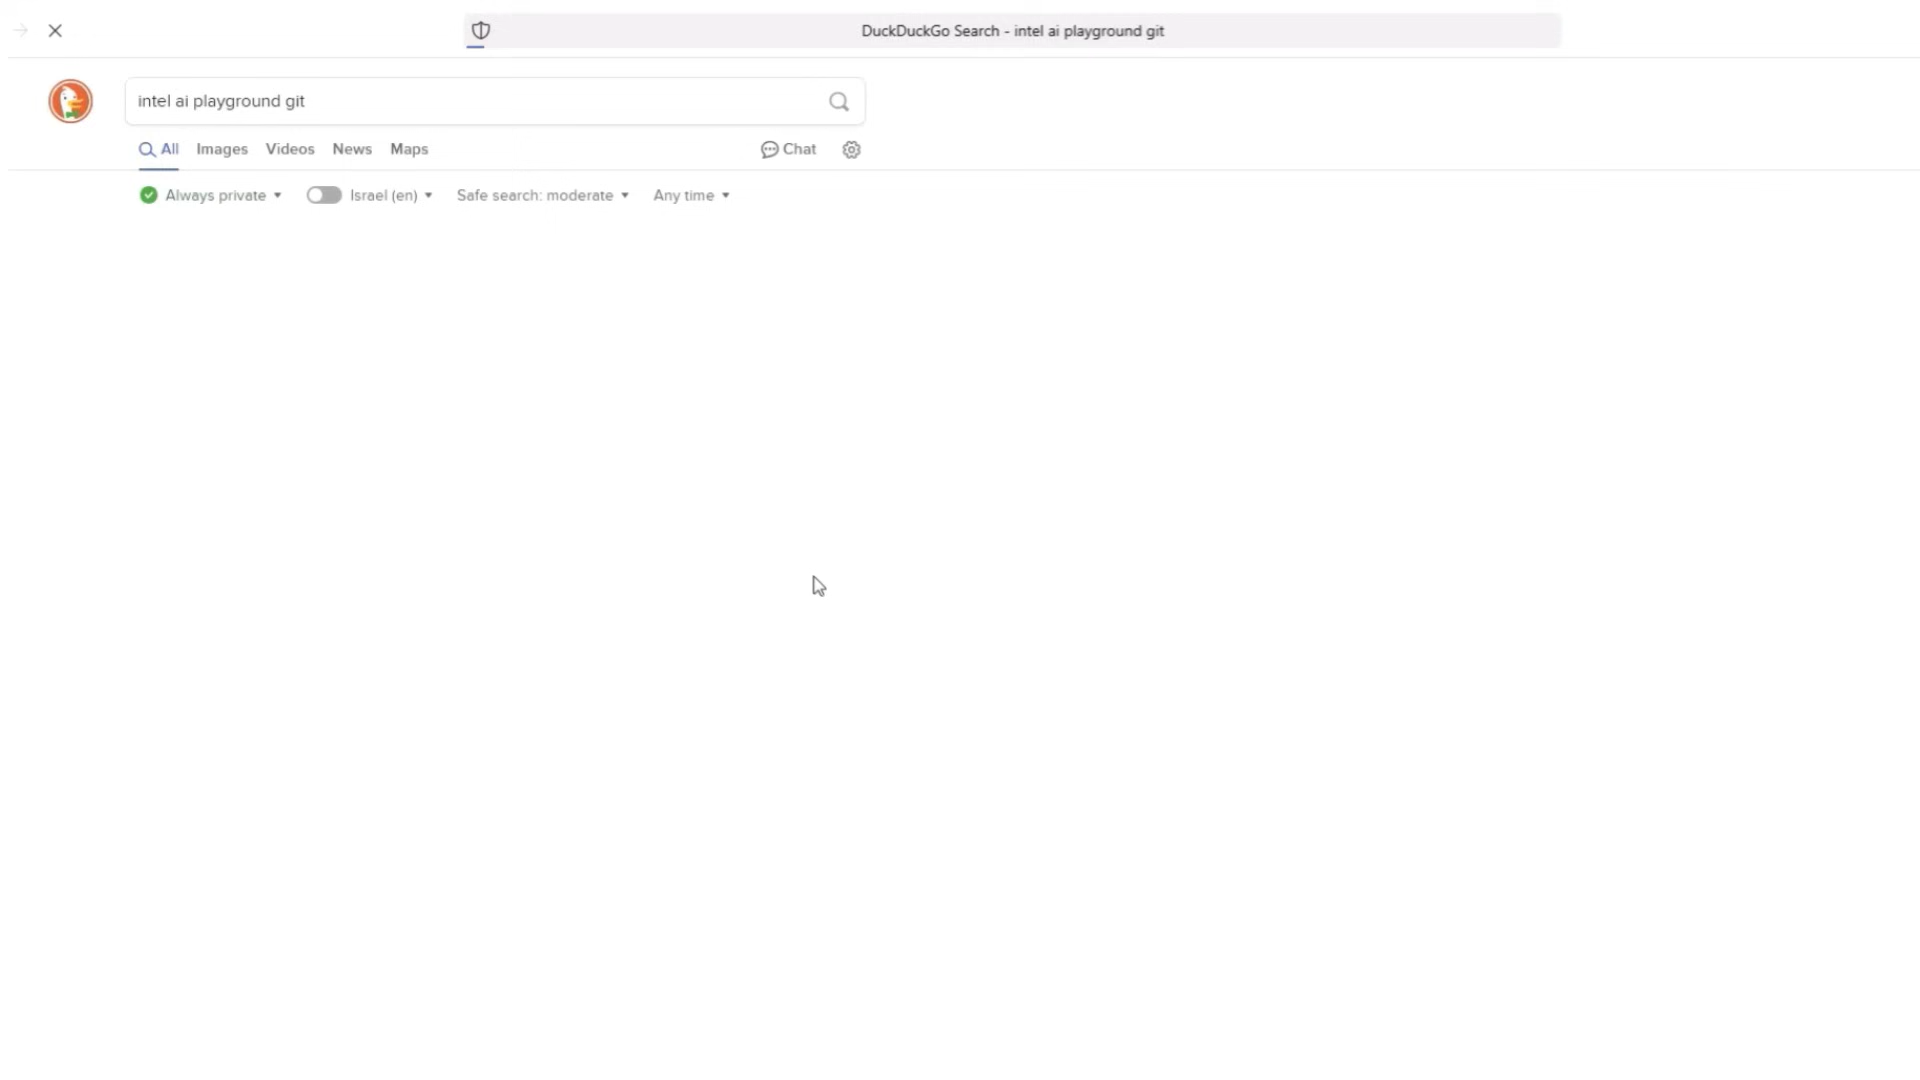 DuckDuckGo Search - intel ai playground git
intel ai playground git
All Images Videos News Maps Chat
Always private Israel (en) Safe search: moderate Any time